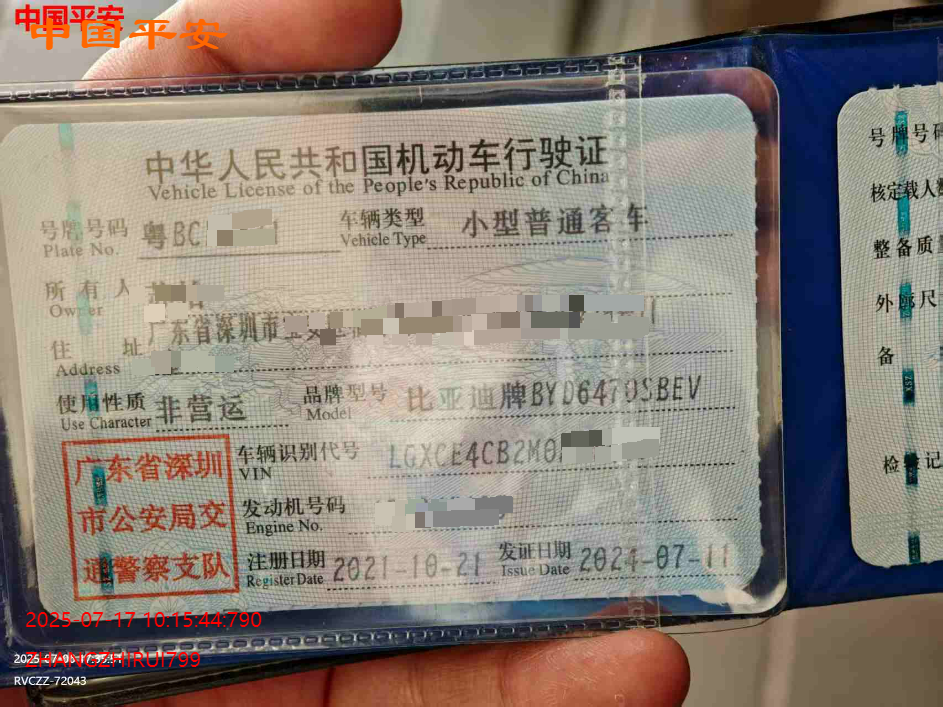 中国平安
中国平安
中华人民共和国机动车行驶证
Vehicle License of the People's Republic of China
号牌号码 粤BC 车辆类型 小型普通客车
Plate No. Vehicle Type
所有人
Owner
住址 广东省深圳市
Address
使用性质 非营运 品牌型号 比亚迪牌BYD6470SBEV
Use Character Model
广东省深圳
市公安局交
通警察支队
车辆识别代号 LGXCE4CB2M0
VIN
发动机号码
Engine No.
注册日期 2021-10-21 发证日期 2024-07-11
Register Date Issue Date
号牌号码
核定载人
整备质
外廓尺
备
检 记
2025-07-17 10:15:44:790
ZHANGZHIRUI799
RVCZZ-72043